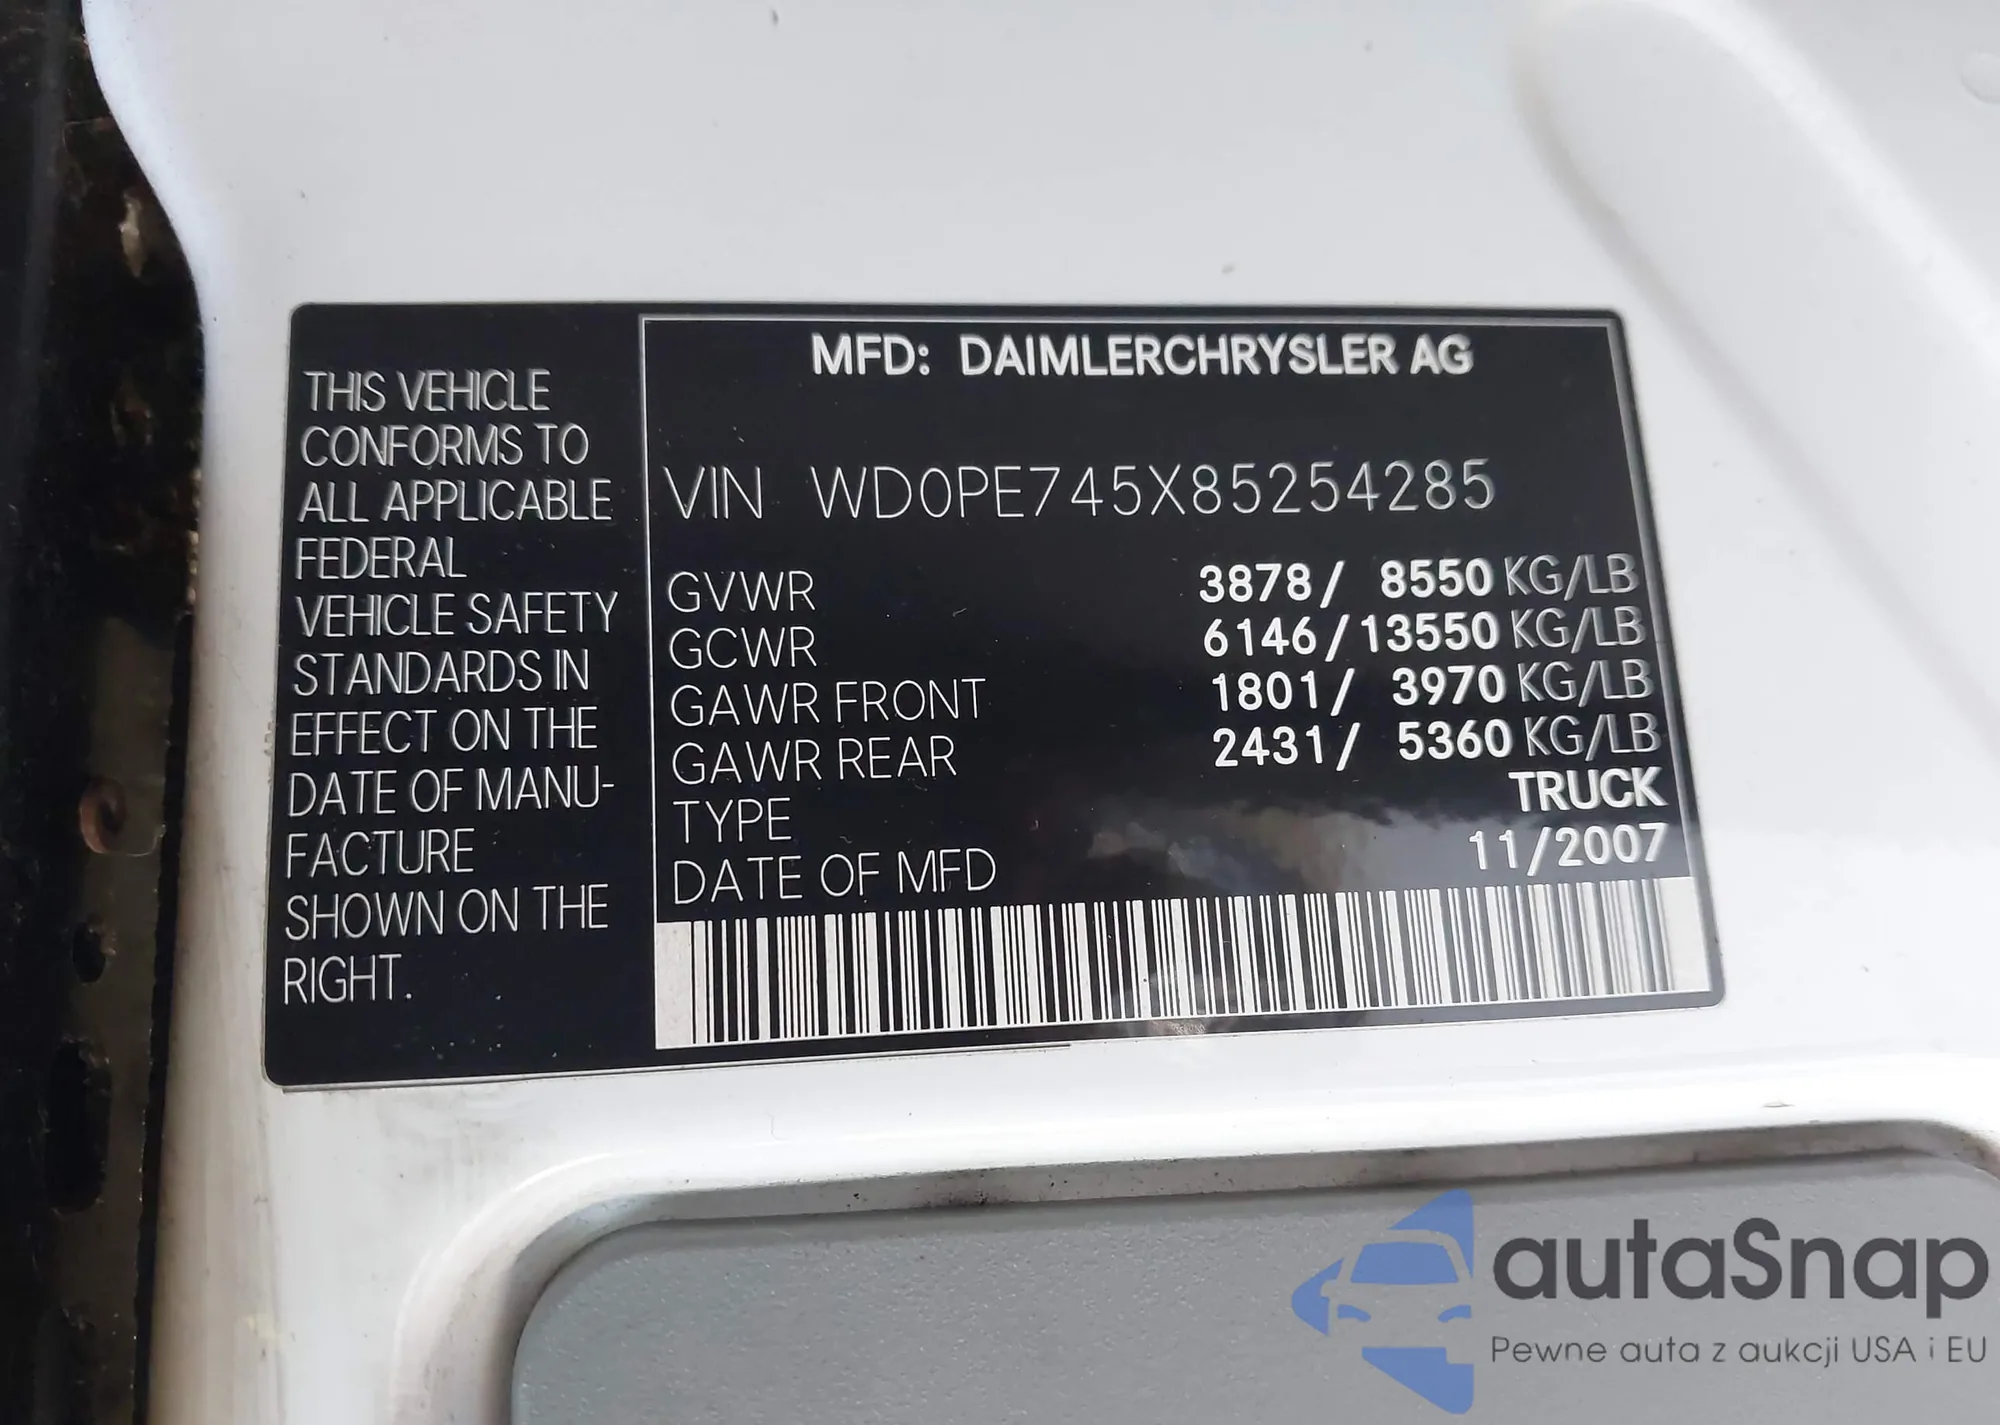 THIS VEHICLE
CONFORMS TO
ALL APPLICABLE
FEDERAL
VEHICLE SAFETY
STANDARDS IN
EFFECT ON THE
DATE OF MANU-
FACTURE
SHOWN ON THE
RIGHT.
MFD: DAIMLERCHRYSLER AG
VIN WD0PE745X85254285
GVWR 3878/ 8550 KG/LB
GCWR 6146/13550 KG/LB
GAWR FRONT 1801/ 3970 KG/LB
GAWR REAR 2431/ 5360 KG/LB
TYPE TRUCK
DATE OF MFD 11/2007
autaSnap
Pewne auta z aukcji USA i EU